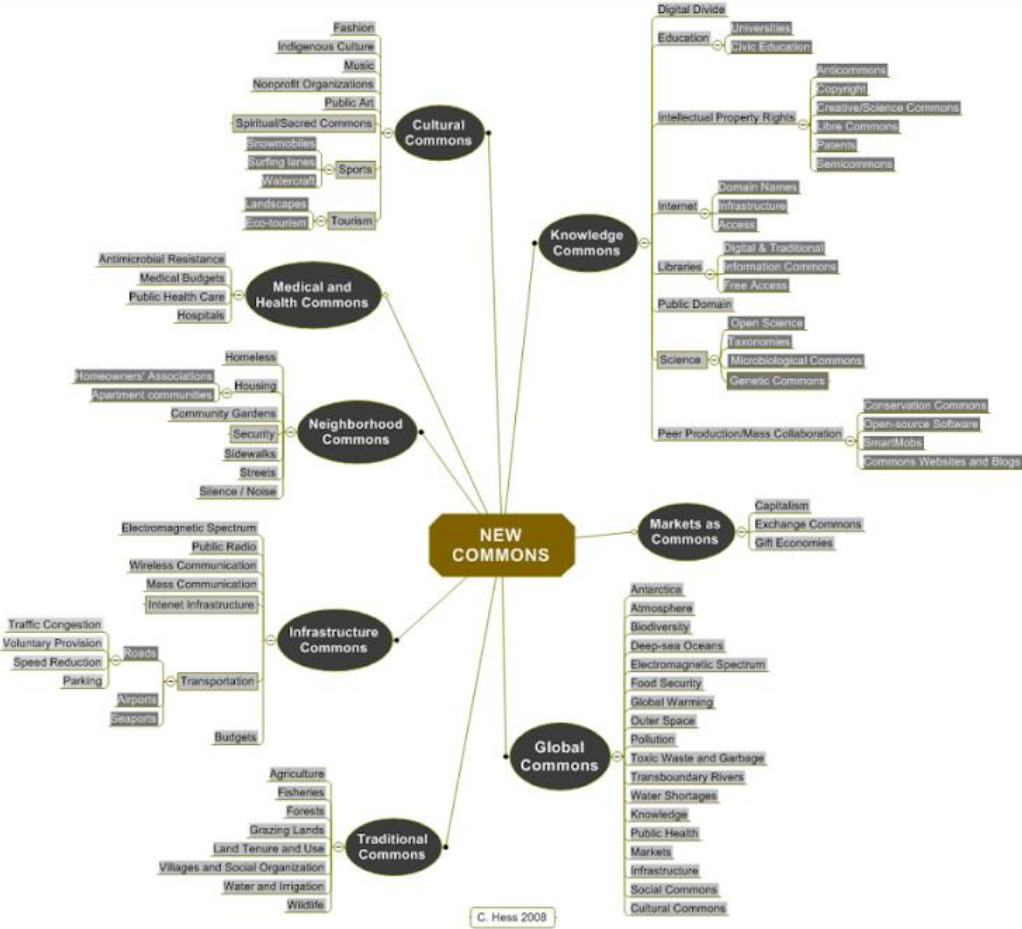 NEW
COMMONS
Cultural
Commons
Fashion
Indigenous Culture
Music
Nonprofit Organizations
Public Art
Spiritual/Sacred Commons
Sports
Snowmobiles
Surfing lanes
Watercraft
Tourism
Landscapes
Eco-tourism
Medical and
Health Commons
Antimicrobial Resistance
Medical Budgets
Public Health Care
Hospitals
Neighborhood
Commons
Homeless
Housing
Homeowners' Associations
Apartment communities
Community Gardens
Security
Sidewalks
Streets
Silence / Noise
Infrastructure
Commons
Electromagnetic Spectrum
Public Radio
Wireless Communication
Mass Communication
Intenet Infrastructure
Transportation
Roads
Traffic Congestion
Voluntary Provision
Speed Reduction
Parking
Airports
Seaports
Budgets
Traditional
Commons
Agriculture
Fisheries
Forests
Grazing Lands
Land Tenure and Use
Villages and Social Organization
Water and Irrigation
Wildlife
Knowledge
Commons
Digital Divide
Education
Universities
Civic Education
Intellectual Property Rights
Anticommons
Copyright
Creative/Science Commons
Libre Commons
Patents
Semicommons
Internet
Domain Names
Infrastructure
Access
Libraries
Digital & Traditional
Information Commons
Free Access
Public Domain
Science
Open Science
Taxonomies
Microbiological Commons
Genetic Commons
Peer Production/Mass Collaboration
Conservation Commons
Open-source Software
SmartMobs
Commons Websites and Blogs
Markets as
Commons
Capitalism
Exchange Commons
Gift Economies
Global
Commons
Antarctica
Atmosphere
Biodiversity
Deep-sea Oceans
Electromagnetic Spectrum
Food Security
Global Warming
Outer Space
Pollution
Toxic Waste and Garbage
Transboundary Rivers
Water Shortages
Knowledge
Public Health
Markets
Infrastructure
Social Commons
Cultural Commons
C. Hess 2008